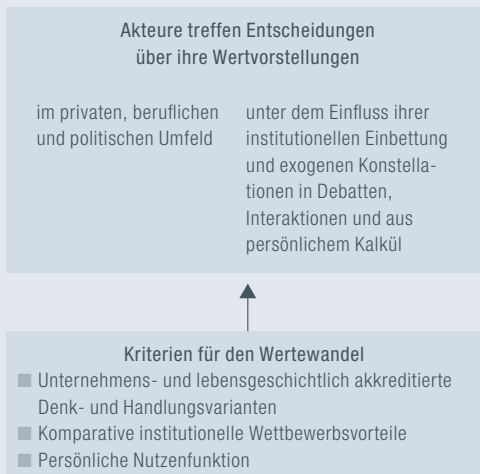 Akteure treffen Entscheidungen
über ihre Wertvorstellungen
im privaten, beruflichen
und politischen Umfeld
unter dem Einfluss ihrer
institutionellen Einbettung
und exogenen Konstella-
tionen in Debatten,
Interaktionen und aus
persönlichem Kalkül
Kriterien für den Wertewandel
■ Unternehmens- und lebensgeschichtlich akkreditierte
Denk- und Handlungsvarianten
■ Komparative institutionelle Wettbewerbsvorteile
■ Persönliche Nutzenfunktion